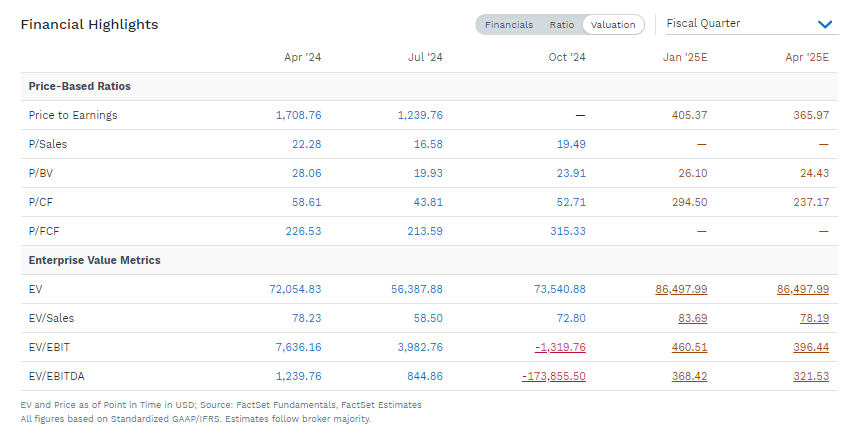 Financial Highlights Financials Ratio Valuation Fiscal Quarter
Apr '24 Jul '24 Oct '24 Jan '25E Apr '25E
Price-Based Ratios
Price to Earnings 1,708.76 1,239.76 — 405.37 365.97
P/Sales 22.28 16.58 19.49 — —
P/BV 28.06 19.93 23.91 26.10 24.43
P/CF 58.61 43.81 52.71 294.50 237.17
P/FCF 226.53 213.59 315.33 — —
Enterprise Value Metrics
EV 72,054.83 56,387.88 73,540.88 86,497.99 86,497.99
EV/Sales 78.23 58.50 72.80 83.69 78.19
EV/EBIT 7,636.16 3,982.76 -1,319.76 460.51 396.44
EV/EBITDA 1,239.76 844.86 -173,855.50 368.42 321.53
EV and Price as of Point in Time in USD; Source: FactSet Fundamentals, FactSet Estimates
All figures based on Standardized GAAP/IFRS. Estimates follow broker majority.